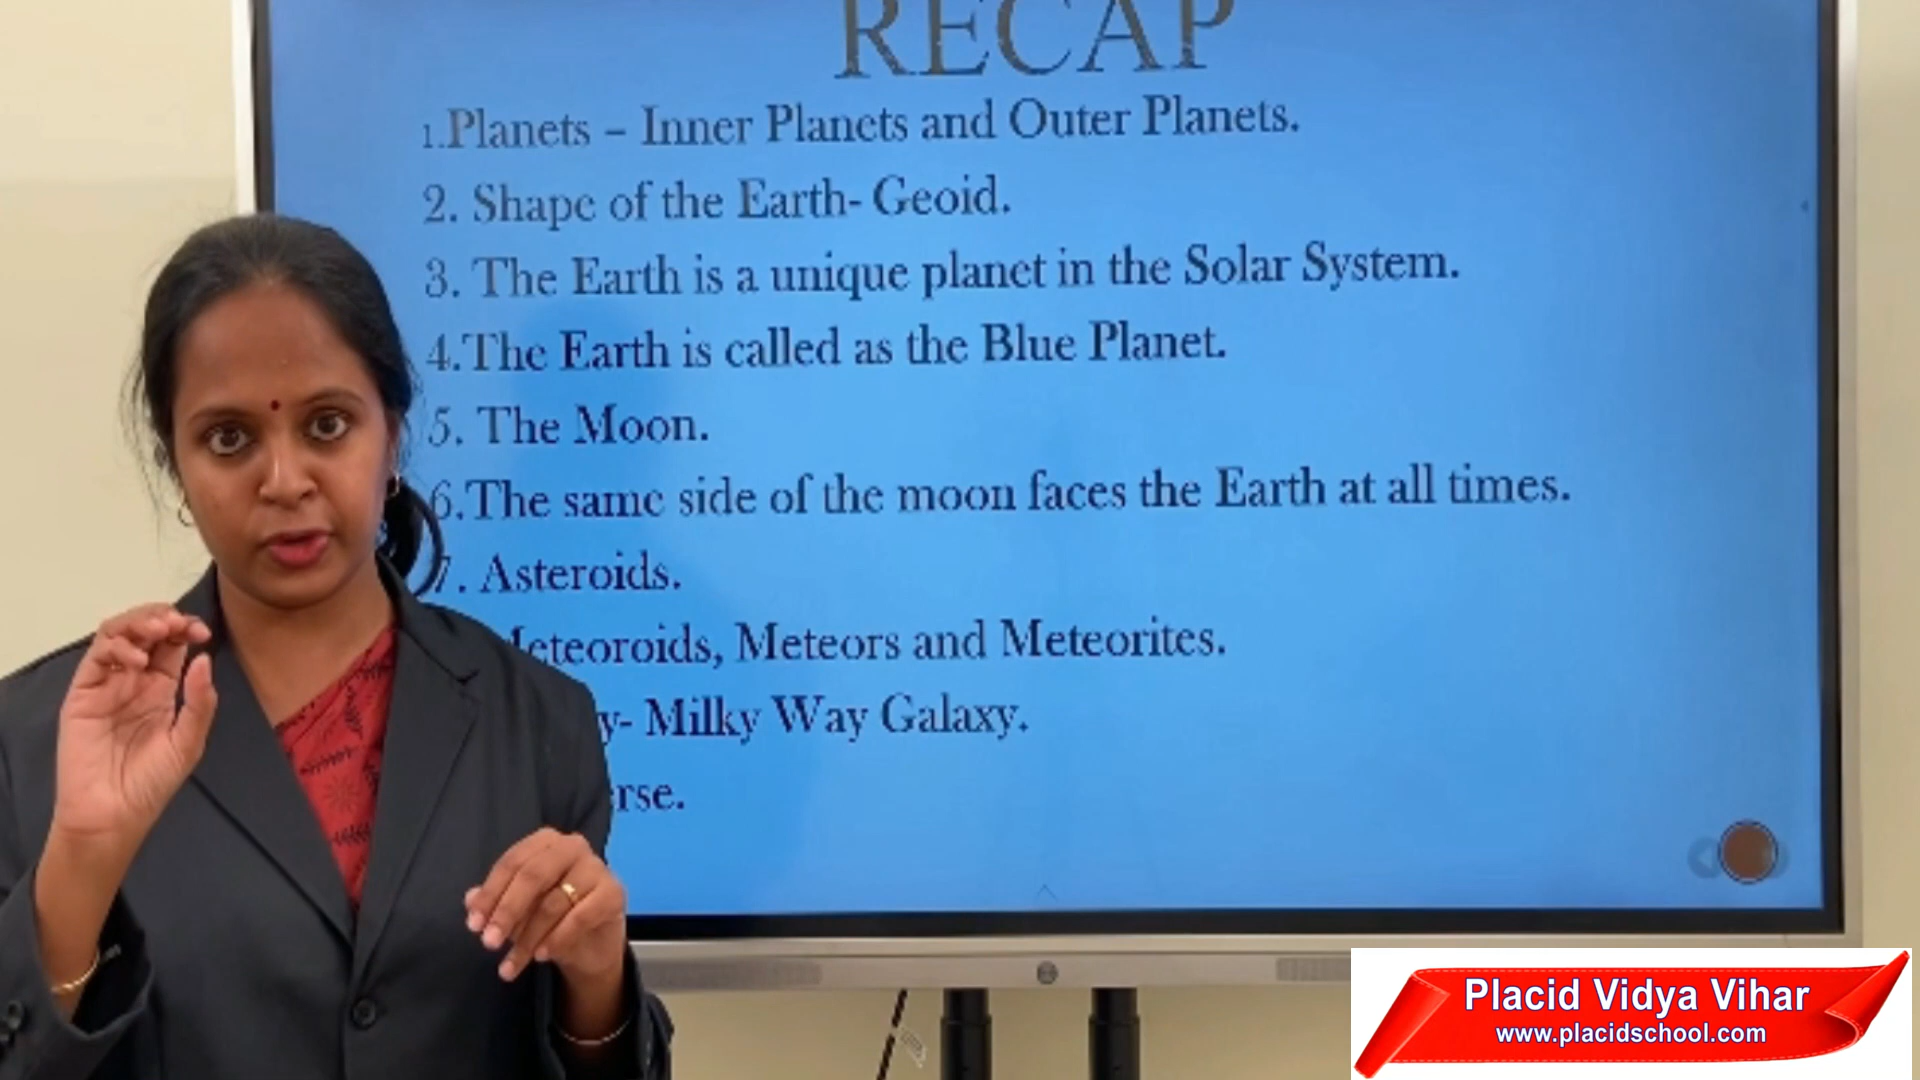 RECAP
1.Planets – Inner Planets and Outer Planets.
2. Shape of the Earth- Geoid.
3. The Earth is a unique planet in the Solar System.
4.The Earth is called as the Blue Planet.
5. The Moon.
6.The same side of the moon faces the Earth at all times.
7. Asteroids.
Meteoroids, Meteors and Meteorites.
Milky Way Galaxy.
Placid Vidya Vihar
www.placidschool.com